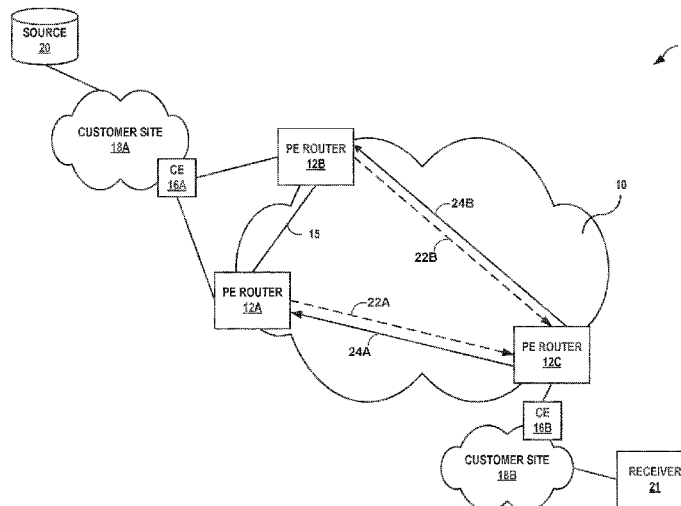 SOURCE
20
CUSTOMER SITE
18A
CE
16A
PE ROUTER
12B
24B
10
15
22B
PE ROUTER
12A
22A
24A
PE ROUTER
12C
CE
16B
CUSTOMER SITE
18B
RECEIVER
21